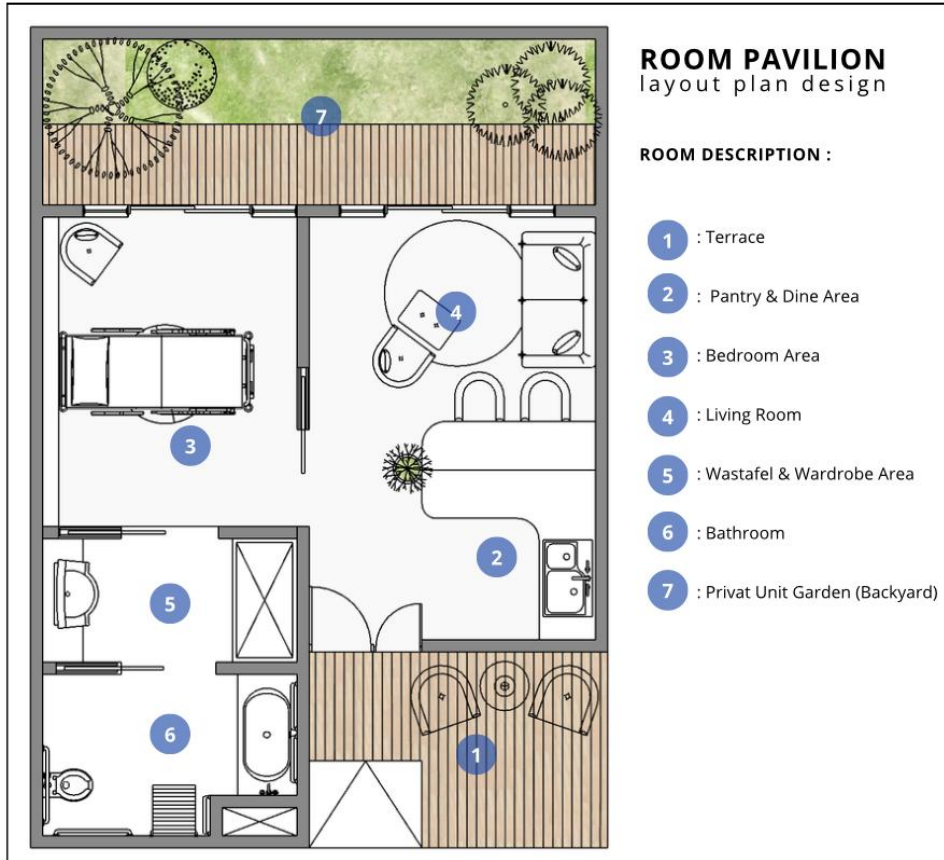 ROOM PAVILION
layout plan design
ROOM DESCRIPTION :
1 : Terrace
2 : Pantry & Dine Area
3 : Bedroom Area
4 : Living Room
5 : Wastafel & Wardrobe Area
6 : Bathroom
7 : Privat Unit Garden (Backyard)
7
4
3
2
5
6
1